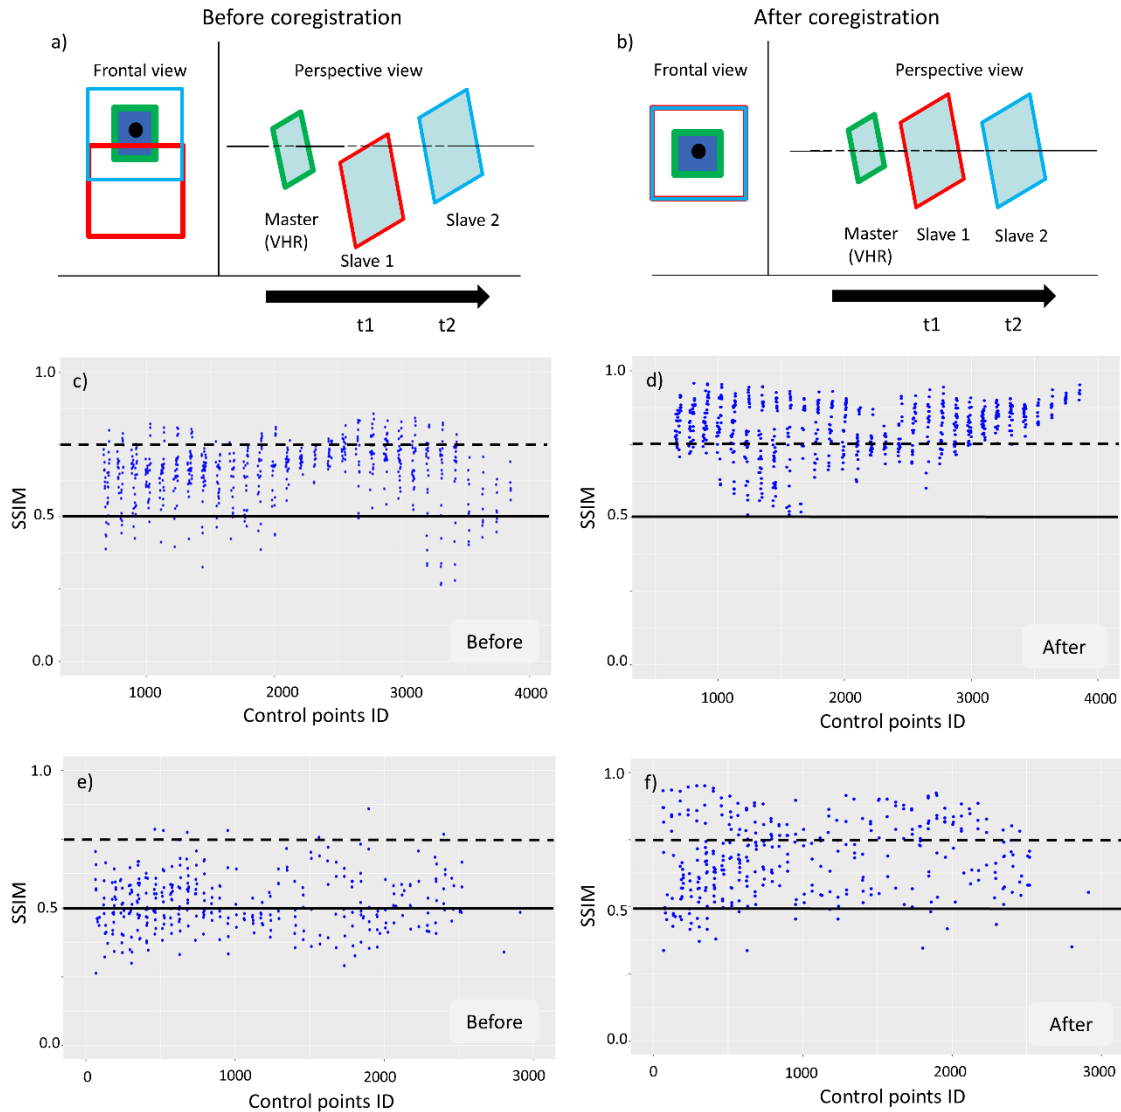 Before coregistration
After coregistration
a)
Frontal view
Perspective view
Master
(VHR)
Slave 1
Slave 2
t1
t2
b)
Frontal view
Perspective view
Master
(VHR)
Slave 1
Slave 2
t1
t2
c)
1.0
0.5
0.0
SSIM
Before
1000
2000
3000
4000
Control points ID
d)
1.0
0.5
0.0
SSIM
After
1000
2000
3000
4000
Control points ID
e)
1.0
0.5
0.0
SSIM
Before
0
1000
2000
3000
Control points ID
f)
1.0
0.5
0.0
SSIM
After
0
1000
2000
3000
Control points ID